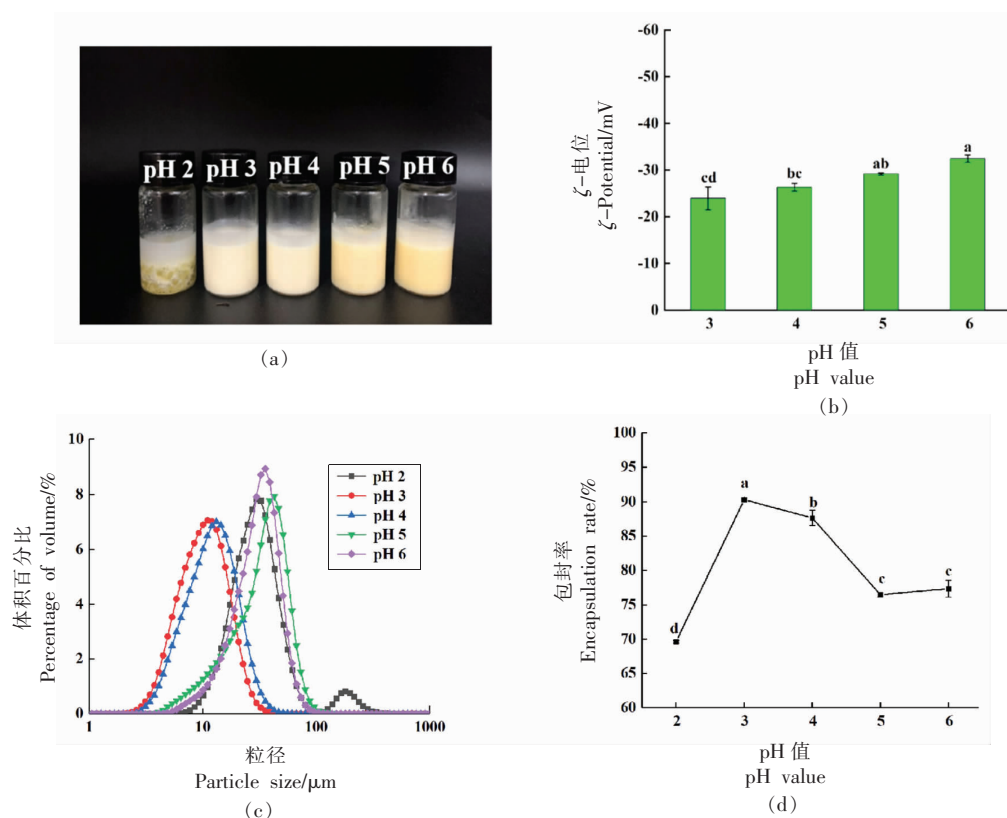 pH 2 pH 3 pH 4 pH 5 pH 6
(a)
-60
-50
-40
-30
-20
-10
0
ζ-电位
ζ-Potential/mV
cd
bc
ab
a
3 4 5 6
pH 值
pH value
(b)
10
8
6
4
2
0
体积百分比
Percentage of volume/%
pH 2
pH 3
pH 4
pH 5
pH 6
1 10 100 1000
粒径
Particle size/μm
(c)
100
95
90
85
80
75
70
65
60
包封率
Encapsulation rate/%
d
a
b
c
c
2 3 4 5 6
pH 值
pH value
(d)